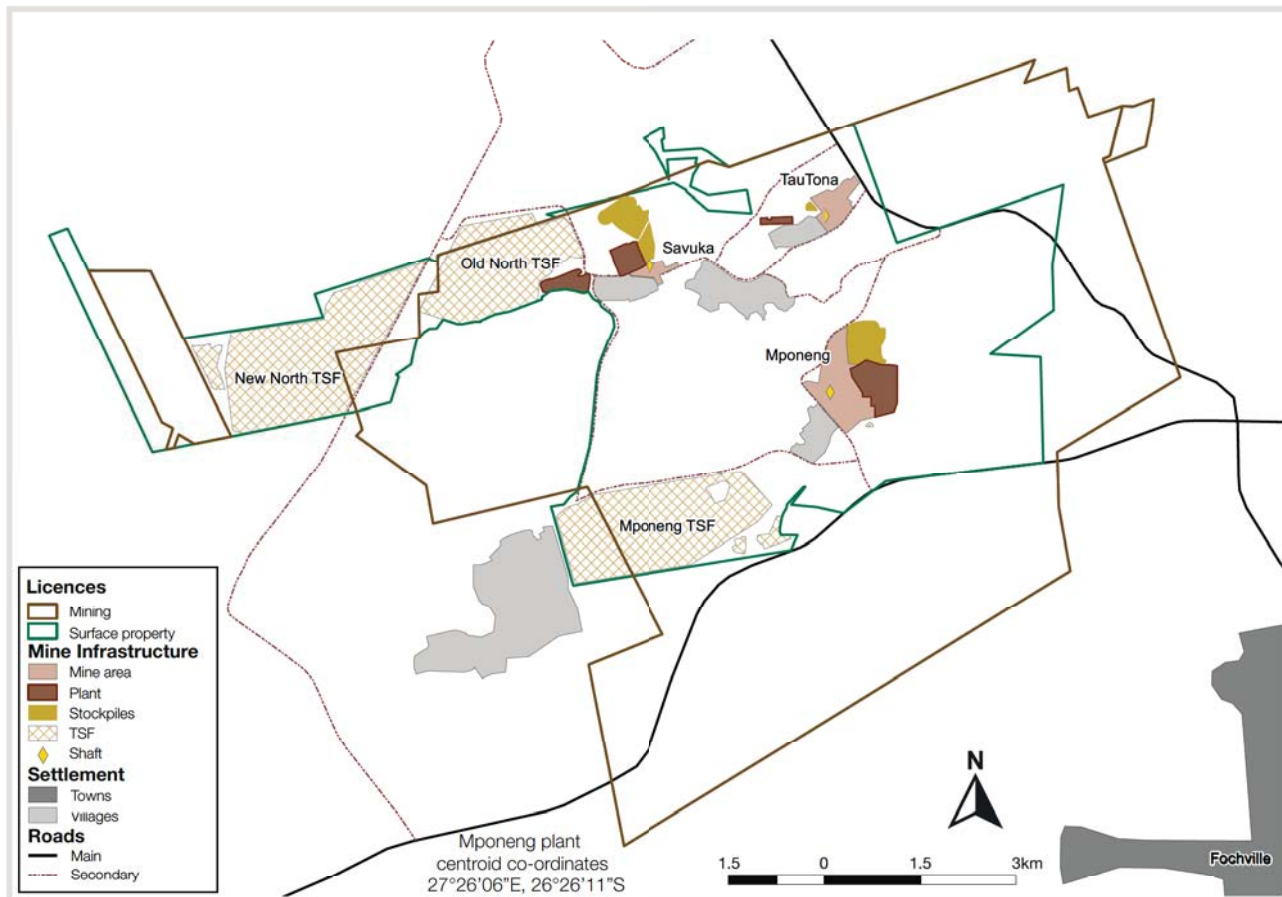 TauTona
Savuka
Old North TSF
Mponeng
New North TSF
Mponeng TSF
Licences
Mining
Surface property
Mine Infrastructure
Mine area
Plant
Stockpiles
TSF
Shaft
Settlement
Towns
Villages
Roads
Main
Secondary
Mponeng plant
centroid co-ordinates
27°26'06"E, 26°26'11"S
N
1.5 0 1.5 3km
Fochville